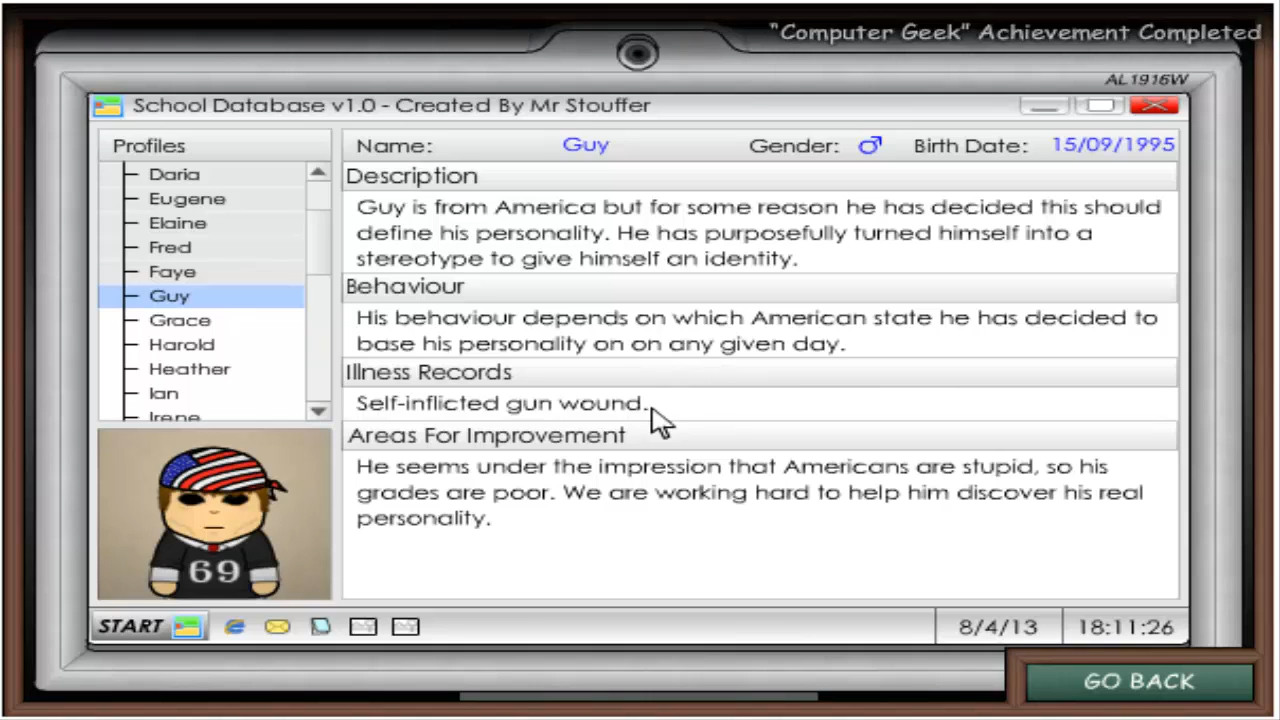 "Computer Geek" Achievement Completed
AL1916W
School Database v1.0 - Created By Mr Stouffer
Profiles
Daria
Eugene
Elaine
Fred
Faye
Guy
Grace
Harold
Heather
Ian
Irene
Name: Guy Gender: ♂ Birth Date: 15/09/1995
Description
Guy is from America but for some reason he has decided this should
define his personality. He has purposefully turned himself into a
stereotype to give himself an identity.
Behaviour
His behaviour depends on which American state he has decided to
base his personality on on any given day.
Illness Records
Self-inflicted gun wound.
Areas For Improvement
He seems under the impression that Americans are stupid, so his
grades are poor. We are working hard to help him discover his real
personality.
69
START 8/4/13 18:11:26
GO BACK